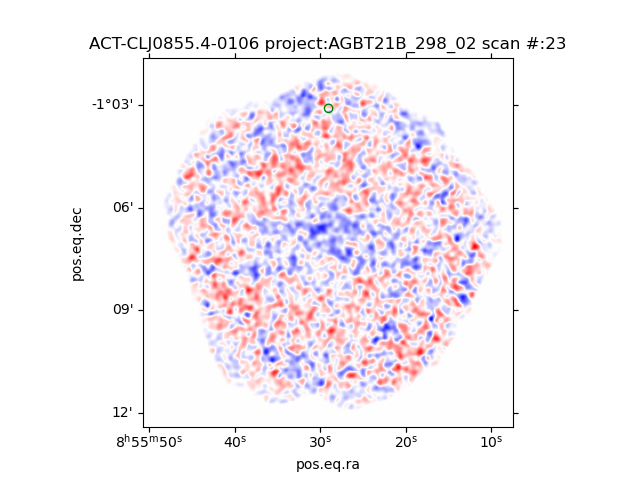 ACT-CLJ0855.4-0106 project:AGBT21B_298_02 scan #:23
-1°03'
06'
09'
12'
pos.eq.dec
8ʰ55ᵐ50ˢ 40ˢ 30ˢ 20ˢ 10ˢ
pos.eq.ra